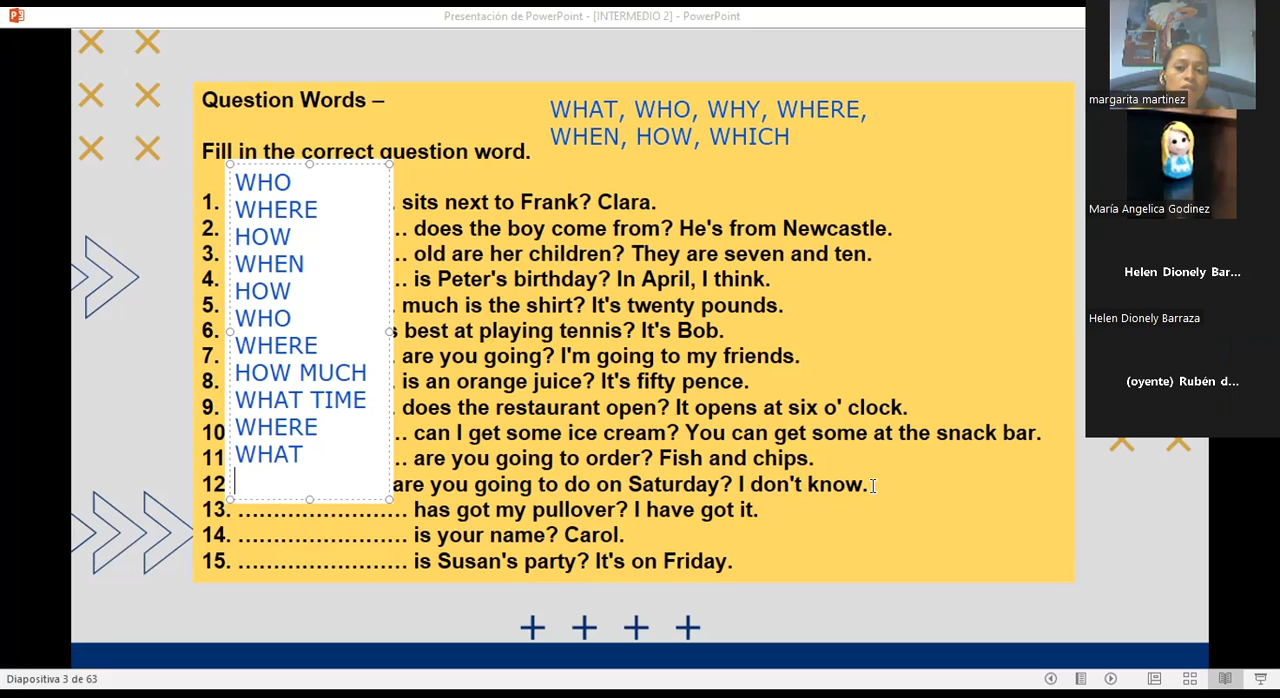 Presentación de PowerPoint - [INTERMEDIO 2] - PowerPoint
Question Words –
WHAT, WHO, WHY, WHERE,
WHEN, HOW, WHICH
Fill in the correct question word.
WHO
WHERE
HOW
WHEN
HOW
WHO
WHERE
HOW MUCH
WHAT TIME
WHERE
WHAT
1. . sits next to Frank? Clara.
2. .. does the boy come from? He's from Newcastle.
3. .. old are her children? They are seven and ten.
4. .. is Peter's birthday? In April, I think.
5. . much is the shirt? It's twenty pounds.
6. s best at playing tennis? It's Bob.
7. . are you going? I'm going to my friends.
8. . is an orange juice? It's fifty pence.
9. . does the restaurant open? It opens at six o' clock.
10 .. can I get some ice cream? You can get some at the snack bar.
11 .. are you going to order? Fish and chips.
12 are you going to do on Saturday? I don't know.
13. …………………… has got my pullover? I have got it.
14. …………………… is your name? Carol.
15. …………………… is Susan's party? It's on Friday.
margarita martinez
María Angelica Godinez
Helen Dionely Bar...
Helen Dionely Barraza
(oyente) Rubén d...
Diapositiva 3 de 63